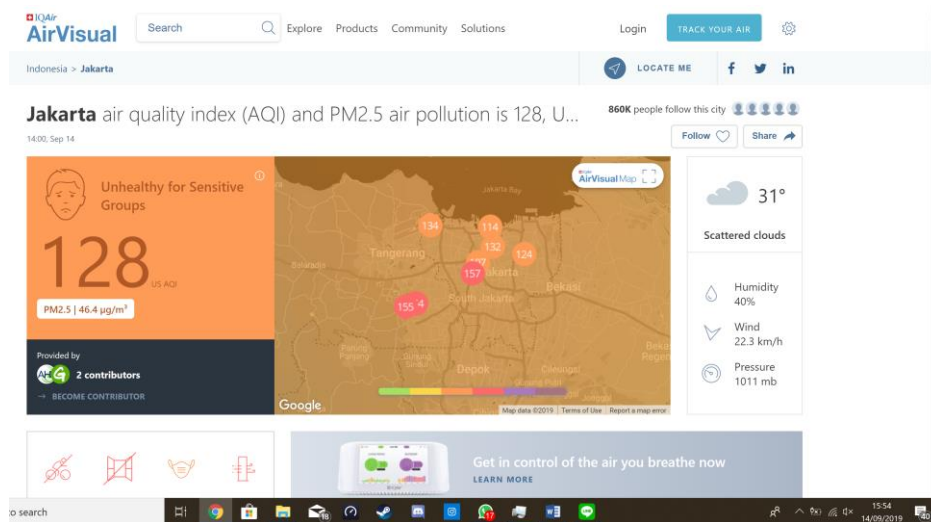 IQAir
AirVisual
Search
Explore Products Community Solutions
Login
TRACK YOUR AIR
Indonesia > Jakarta
LOCATE ME
f in
Jakarta air quality index (AQI) and PM2.5 air pollution is 128, U...
860K people follow this city
14:00, Sep 14
Follow
Share
Unhealthy for Sensitive
Groups
128
US AQI
PM2.5 | 46.4 µg/m³
Provided by
2 contributors
→ BECOME CONTRIBUTOR
AirVisual Map
Jakarta Bay
134
114
132
124
157
155
Tangerang
Bekasi
South Jakarta
Depok
Cileungsi
Google
Map data ©2019 Terms of Use Report a map error
31°
Scattered clouds
Humidity
40%
Wind
22.3 km/h
Pressure
1011 mb
Get in control of the air you breathe now
LEARN MORE
to search
15:54
14/09/2019